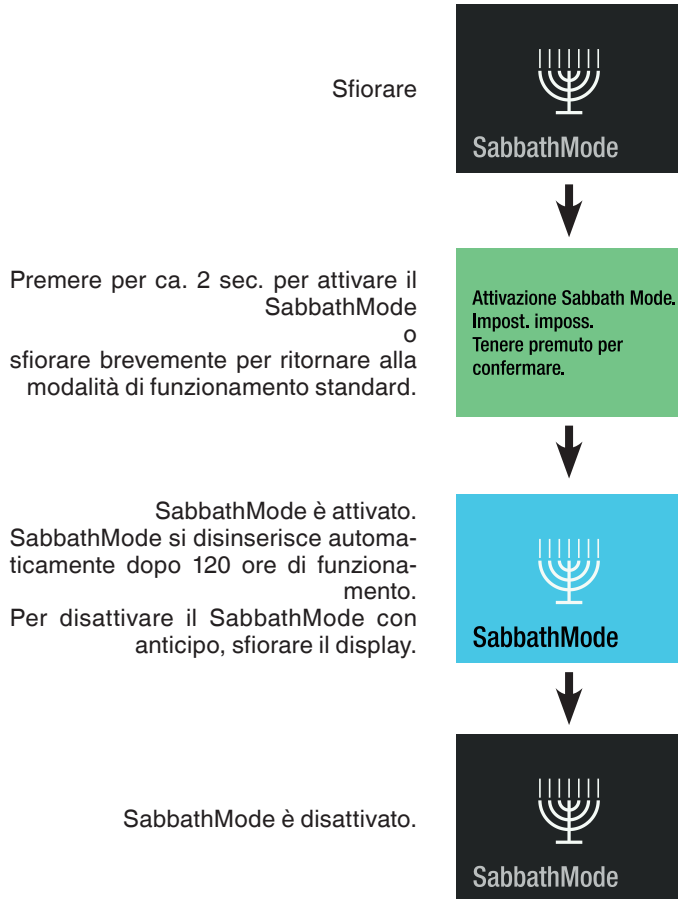 Sfiorare
SabbathMode
Premere per ca. 2 sec. per attivare il
SabbathMode
o
sfiorare brevemente per ritornare alla
modalità di funzionamento standard.
Attivazione Sabbath Mode.
Impost. imposs.
Tenere premuto per
confermare.
SabbathMode è attivato.
SabbathMode si disinserisce automa-
ticamente dopo 120 ore di funziona-
mento.
Per disattivare il SabbathMode con
anticipo, sfiorare il display.
SabbathMode
SabbathMode è disattivato.
SabbathMode